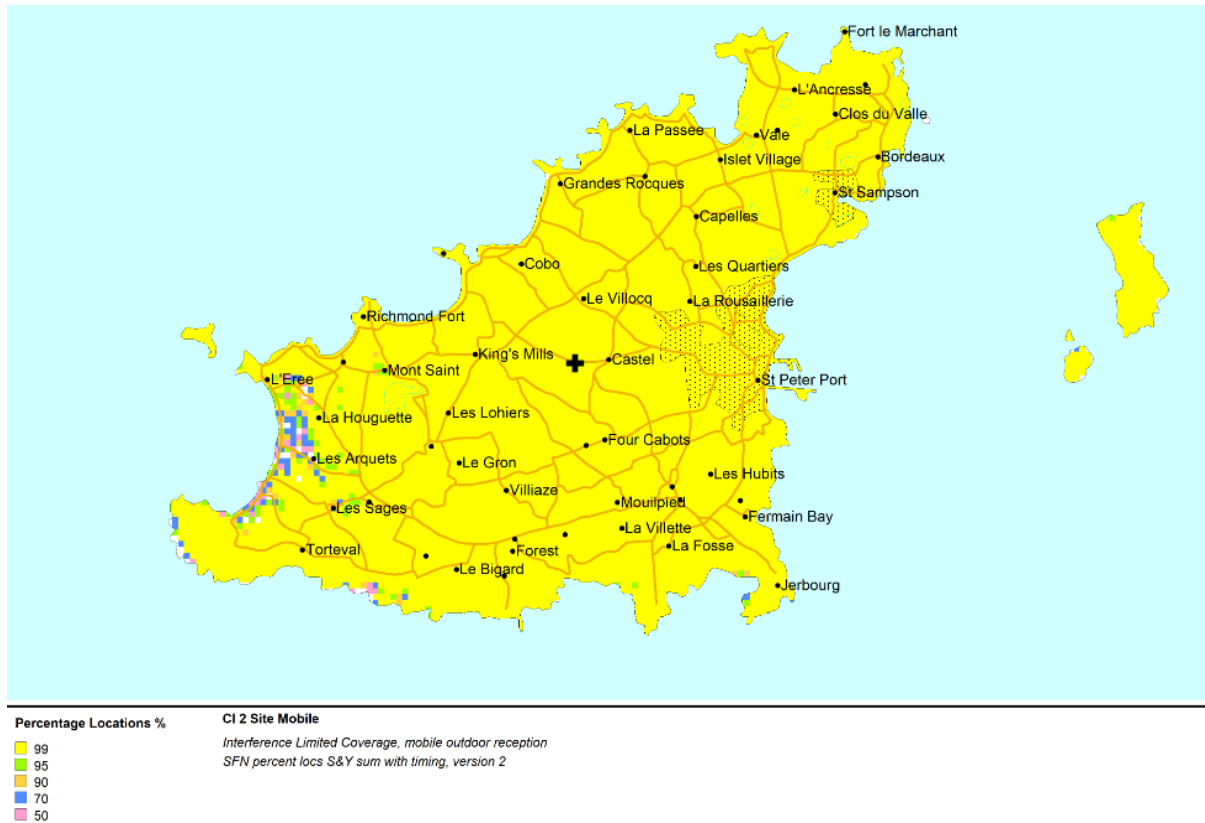 Fort le Marchant
L'Ancresse
Clos du Valle
La Passee
Vale
Islet Village
Bordeaux
Grandes Rocques
St Sampson
Capelles
Cobo
Les Quartiers
Le Villocq
La Rousaillerie
Richmond Fort
King's Mills
Castel
Mont Saint
L'Eree
St Peter Port
La Houguette
Les Lohiers
Four Cabots
Les Arquets
Le Gron
Les Hubits
Villiaze
Mouilpied
Les Sages
Fermain Bay
La Villette
Torteval
Forest
La Fosse
Le Bigard
Jerbourg
Percentage Locations %
99
95
90
70
50
CI 2 Site Mobile
Interference Limited Coverage, mobile outdoor reception
SFN percent locs S&Y sum with timing, version 2